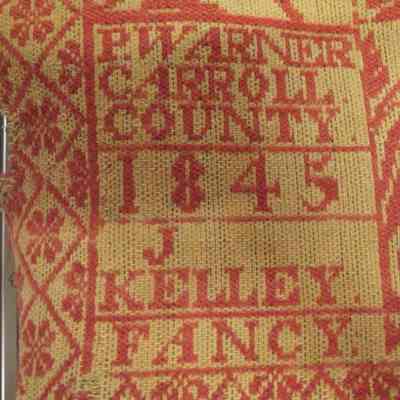 P. WARNER
CARROLL.
COUNTY.
1845
J
KELLEY.
FANCY.